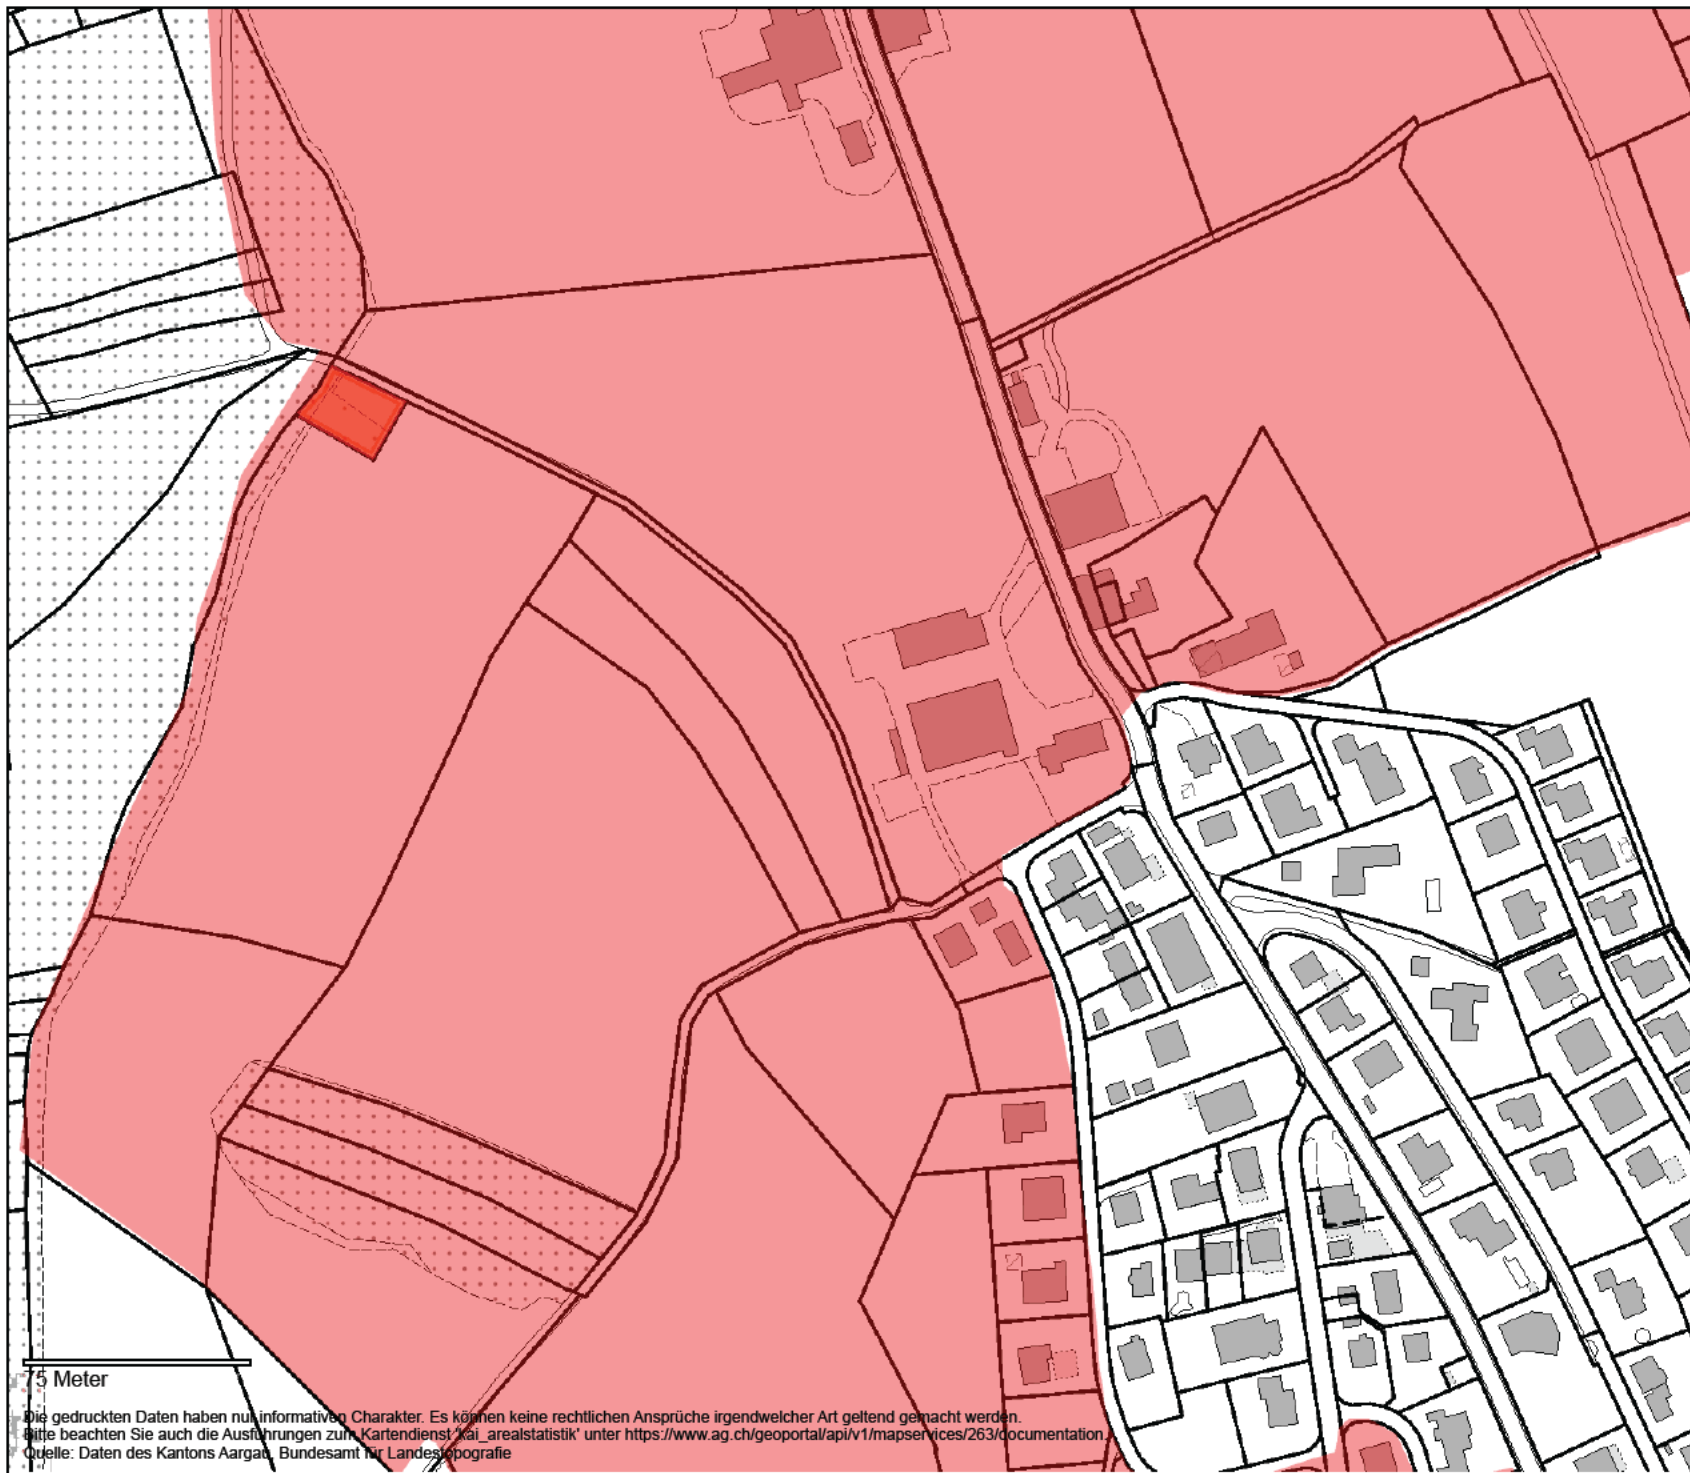 75 Meter
Die gedruckten Daten haben nur informativen Charakter. Es können keine rechtlichen Ansprüche irgendwelcher Art geltend gemacht werden.
Bitte beachten Sie auch die Ausführungen zum Kartendienst 'kai_arealstatistik' unter https://www.ag.ch/geoportal/api/v1/mapservices/263/documentation.
Quelle: Daten des Kantons Aargau, Bundesamt für Landestopografie